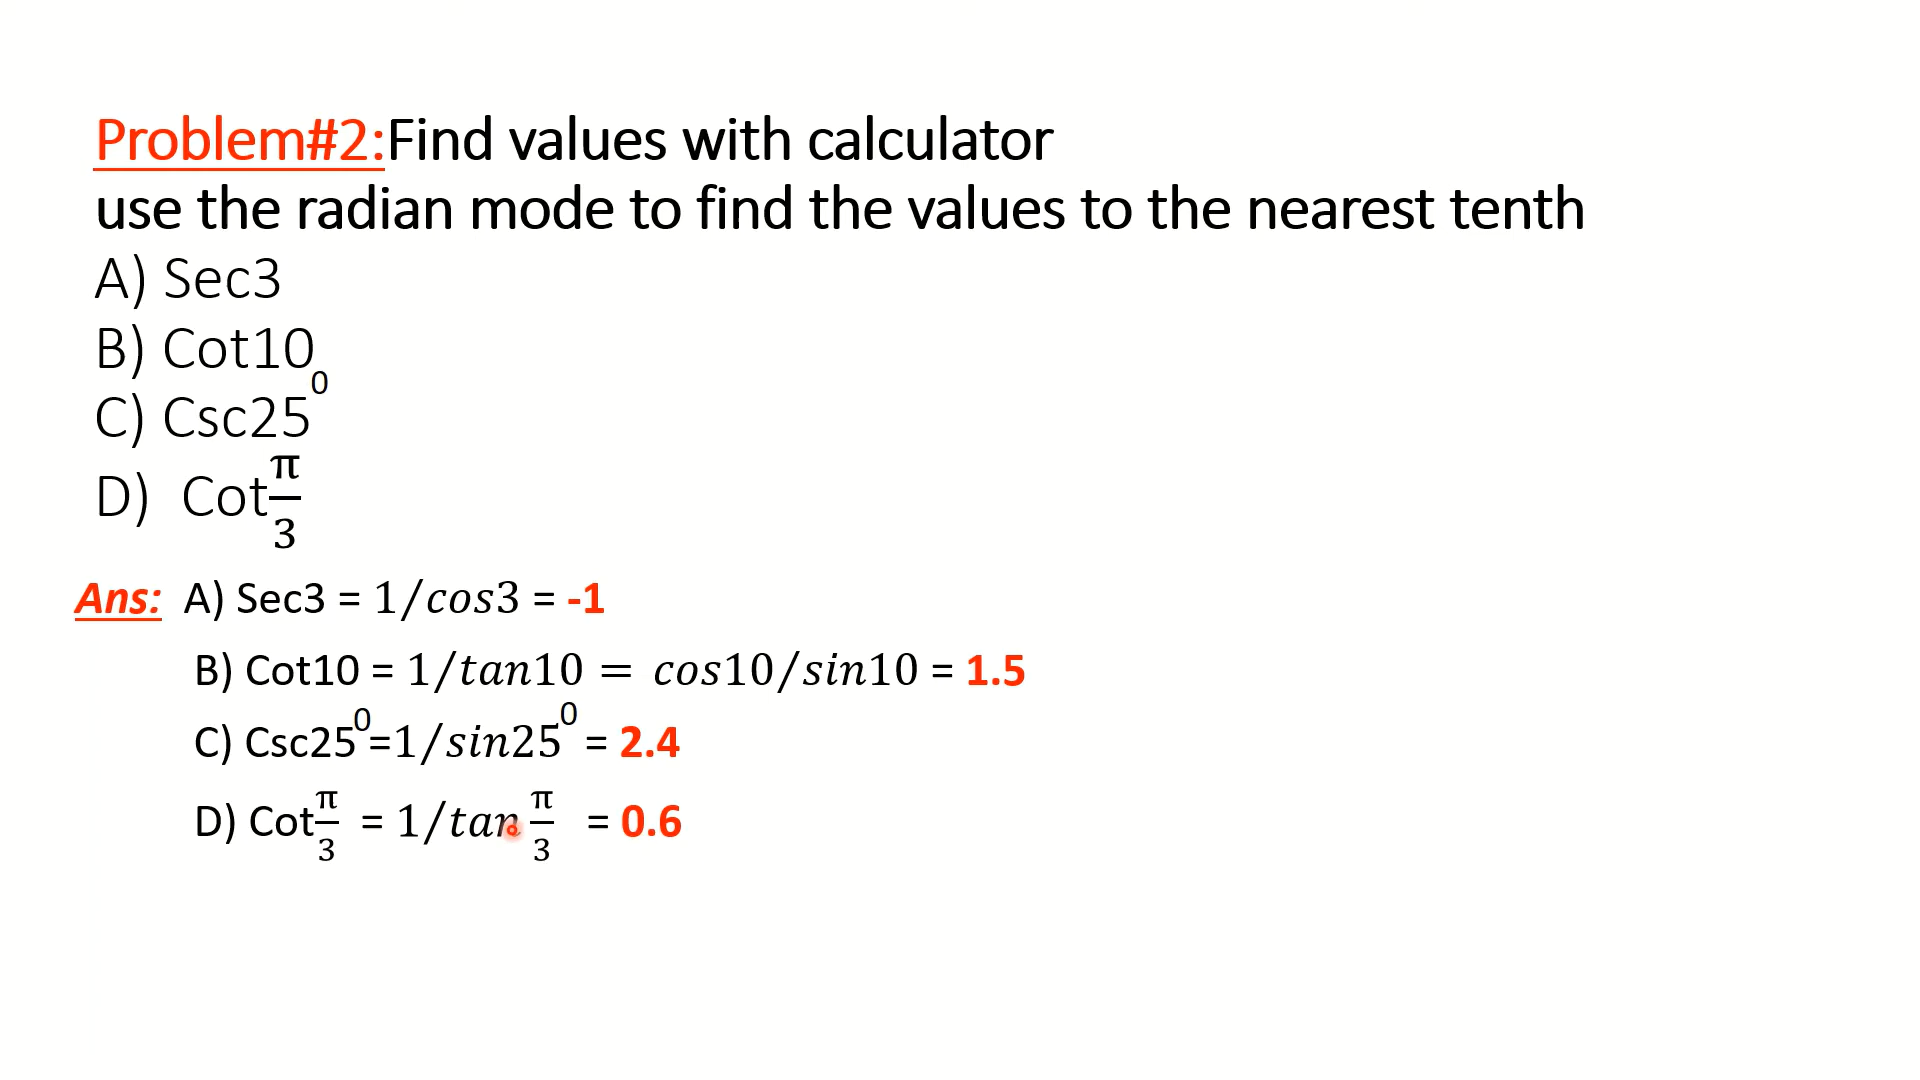 Problem#2:Find values with calculator
use the radian mode to find the values to the nearest tenth
A) Sec3
B) Cot10
C) Csc25⁰
D) Cot π/3
Ans: A) Sec3 = 1/cos3 = -1
B) Cot10 = 1/tan10 = cos10/sin10 = 1.5
C) Csc25⁰=1/sin25⁰ = 2.4
D) Cot π/3 = 1/tan π/3 = 0.6